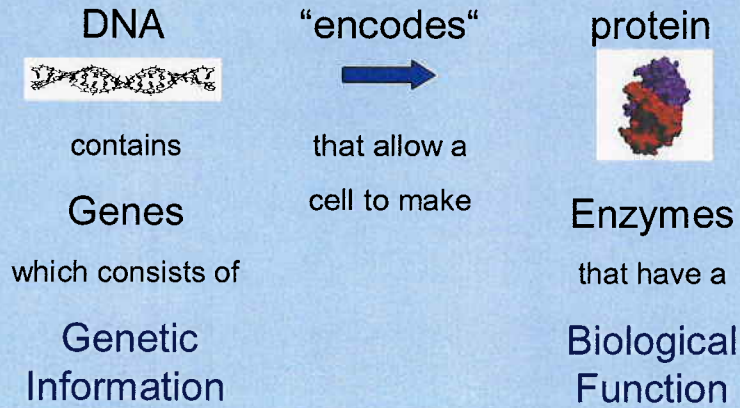 DNA “encodes“ protein
contains that allow a
cell to make
Genes Enzymes
which consists of that have a
Genetic Biological
Information Function